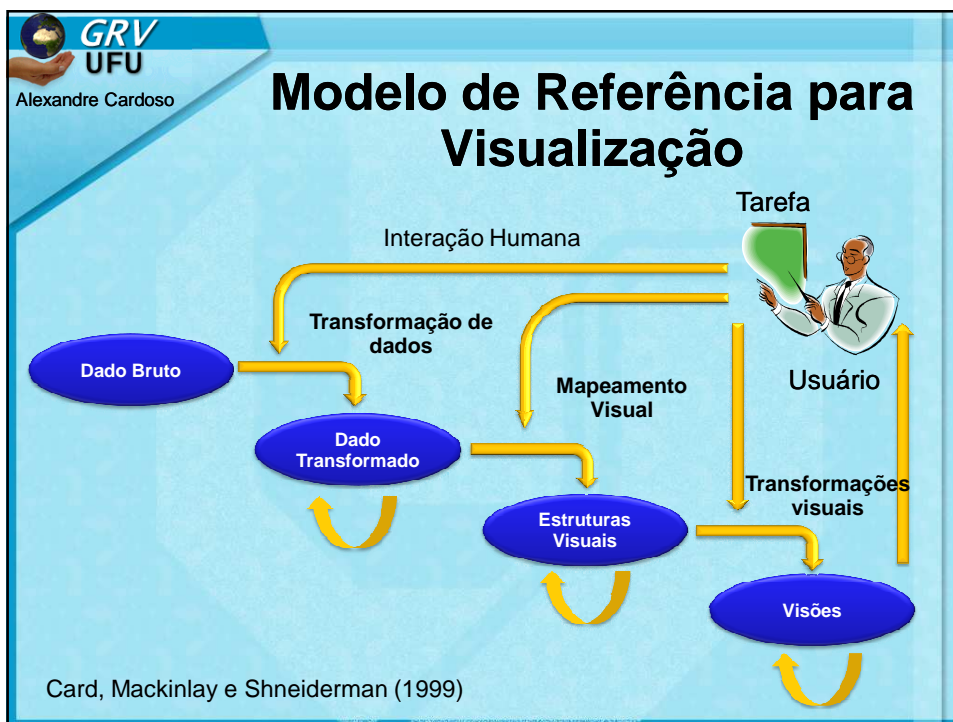 GRV
UFU
Alexandre Cardoso
Modelo de Referência para
Visualização
Tarefa
Interação Humana
Transformação de
dados
Dado Bruto
Usuário
Mapeamento
Visual
Dado
Transformado
Transformações
visuais
Estruturas
Visuais
Visões
Card, Mackinlay e Shneiderman (1999)